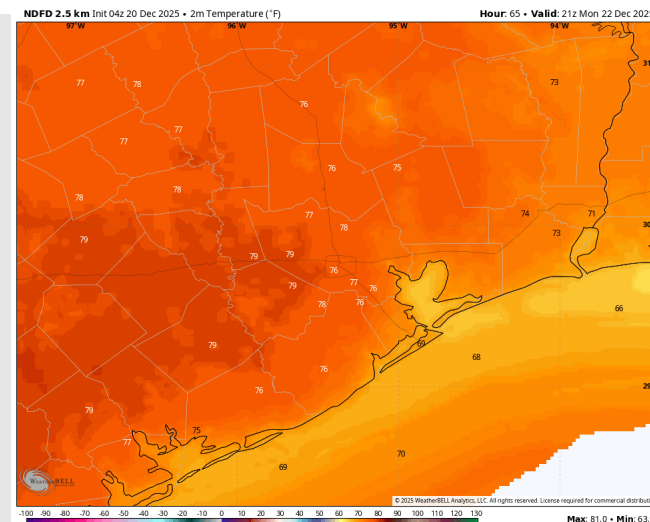 NDFD 2.5 km Init 04z 20 Dec 2025 • 2m Temperature (°F) Hour: 65 • Valid: 21z Mon 22 Dec 202
97°W 96°W 95°W 94°W
31
77 78 73
76
77 77
76 75
78 78
77 74 71
78 73 30
79
79 79
76
79 77 76
78 76 66
79 69
68
76
76 29
79
75
77
70
69
WEATHERBELL
© 2025 WeatherBELL Analytics, LLC. All rights reserved. License required for commercial distributi
-100 -90 -80 -70 -60 -50 -40 -30 -20 -10 0 10 20 30 40 50 60 70 80 90 100 110 120 130
Max: 81.0 • Min: 63.